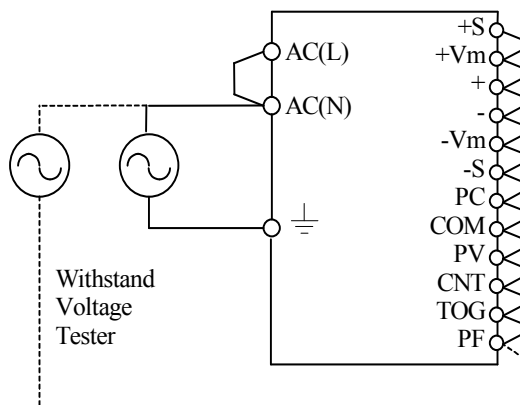 AC(L)
AC(N)
Withstand
Voltage
Tester
+S
+Vm
+
-
-Vm
-S
PC
COM
PV
CNT
TOG
PF